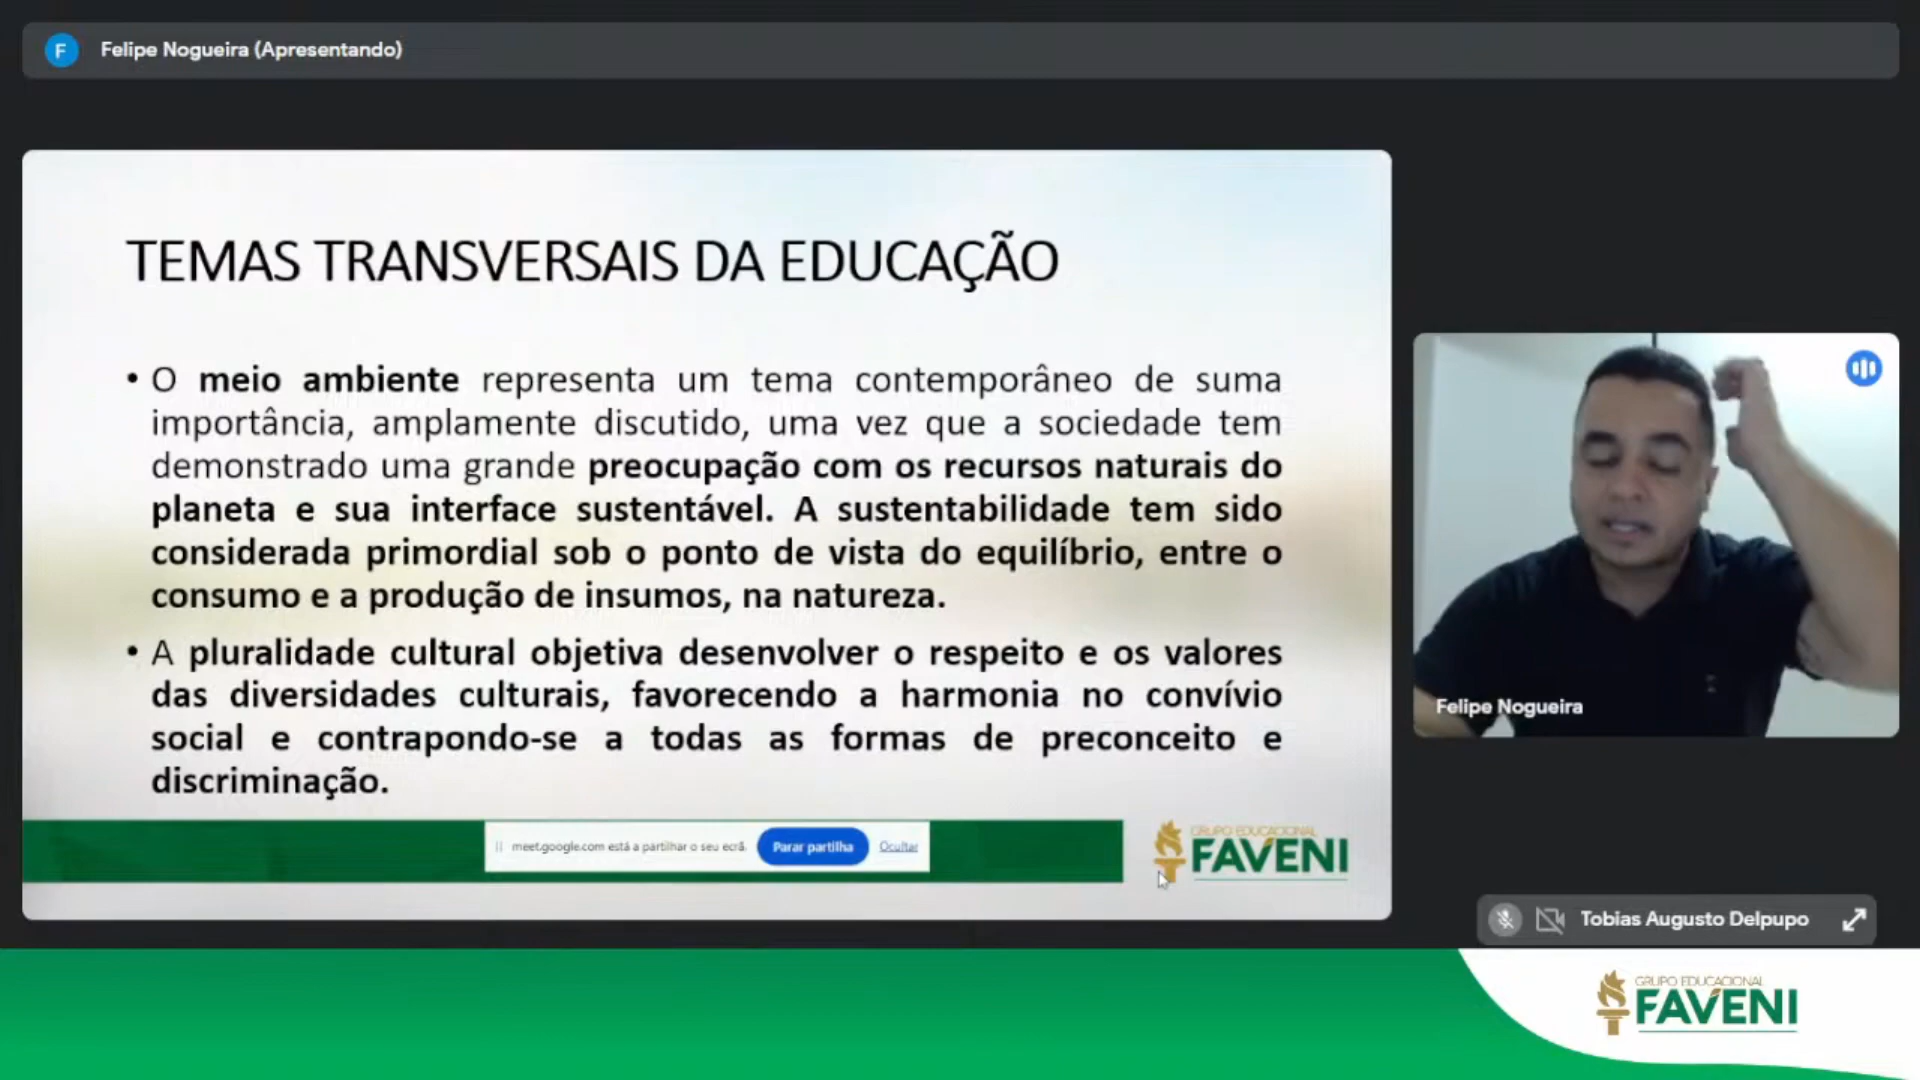 F
Felipe Nogueira (Apresentando)
TEMAS TRANSVERSAIS DA EDUCAÇÃO
• O meio ambiente representa um tema contemporâneo de suma
importância, amplamente discutido, uma vez que a sociedade tem
demonstrado uma grande preocupação com os recursos naturais do
planeta e sua interface sustentável. A sustentabilidade tem sido
considerada primordial sob o ponto de vista do equilíbrio, entre o
consumo e a produção de insumos, na natureza.
• A pluralidade cultural objetiva desenvolver o respeito e os valores
das diversidades culturais, favorecendo a harmonia no convívio
social e contrapondo-se a todas as formas de preconceito e
discriminação.
meet.google.com está a partilhar o seu ecrã. Parar partilha Ocultar
GRUPO EDUCACIONAL
FAVENI
Felipe Nogueira
Tobias Augusto Delpupo
GRUPO EDUCACIONAL
FAVENI